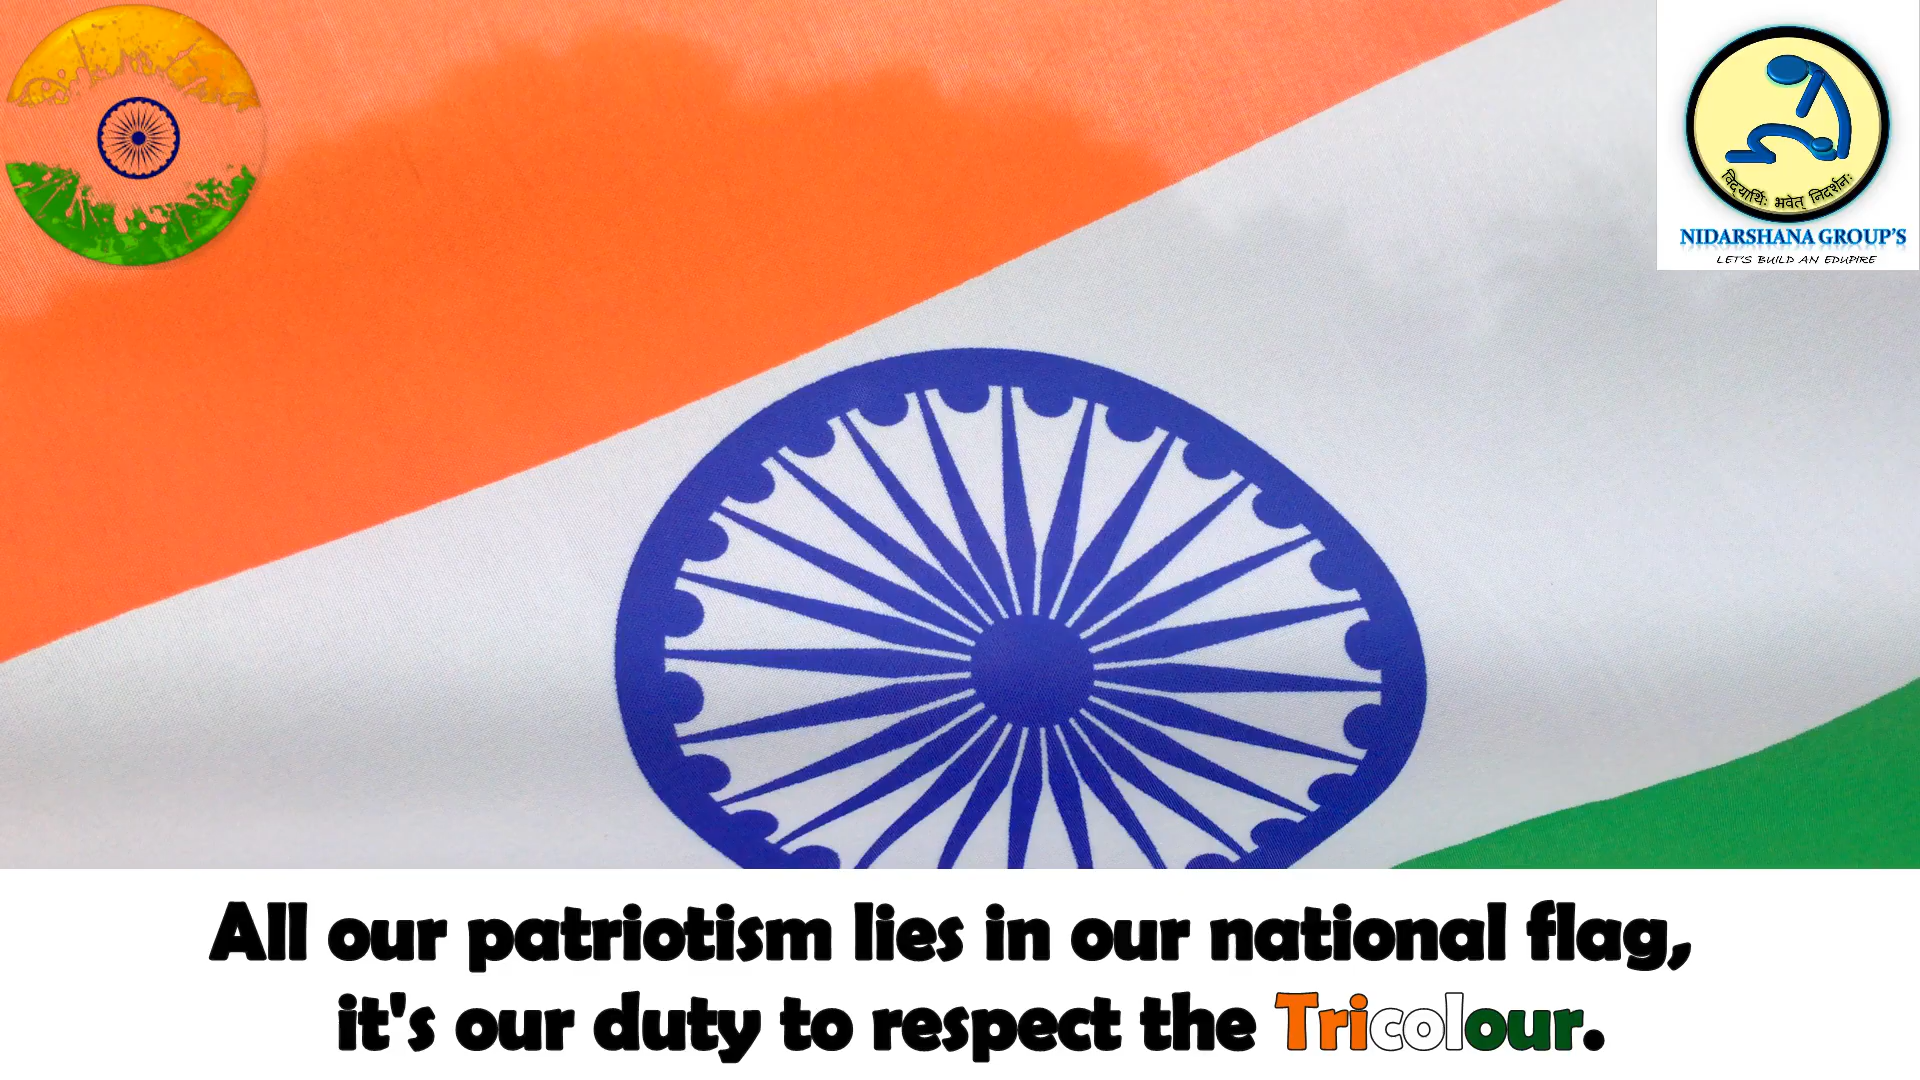 विद्यार्थिः भवेत् निदर्शनः
NIDARSHANA GROUP'S
LET'S BUILD AN EDUPIRE
All our patriotism lies in our national flag,
it's our duty to respect the Tricolour.